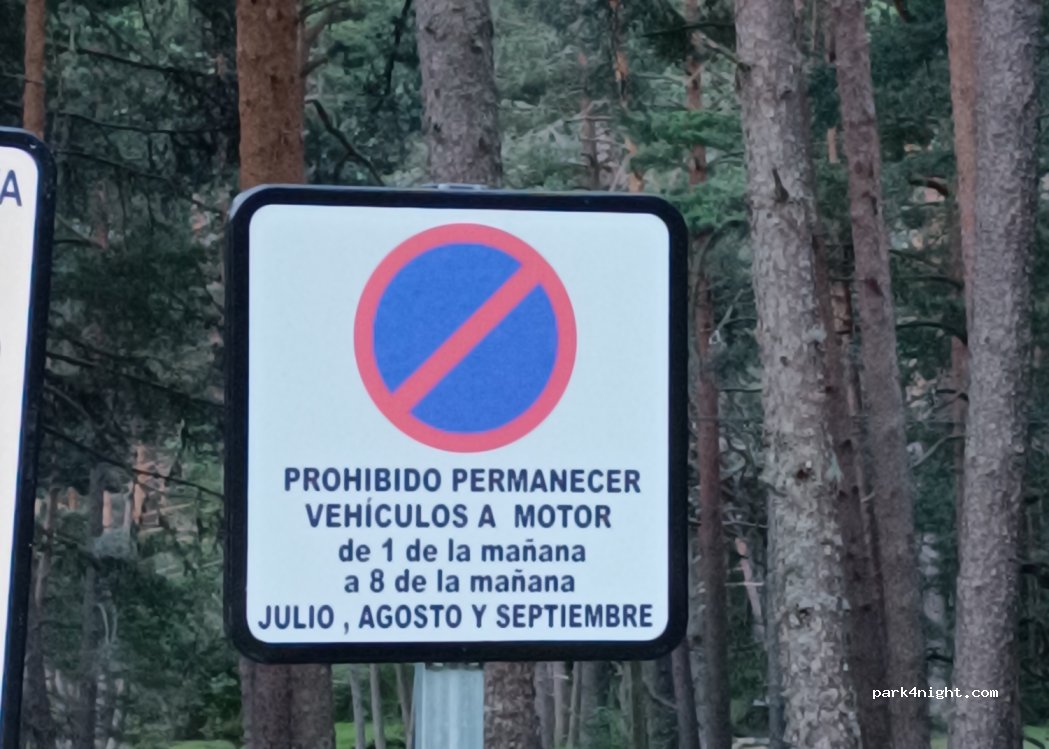 A
PROHIBIDO PERMANECER
VEHÍCULOS A MOTOR
de 1 de la mañana
a 8 de la mañana
JULIO , AGOSTO Y SEPTIEMBRE
park4night.com